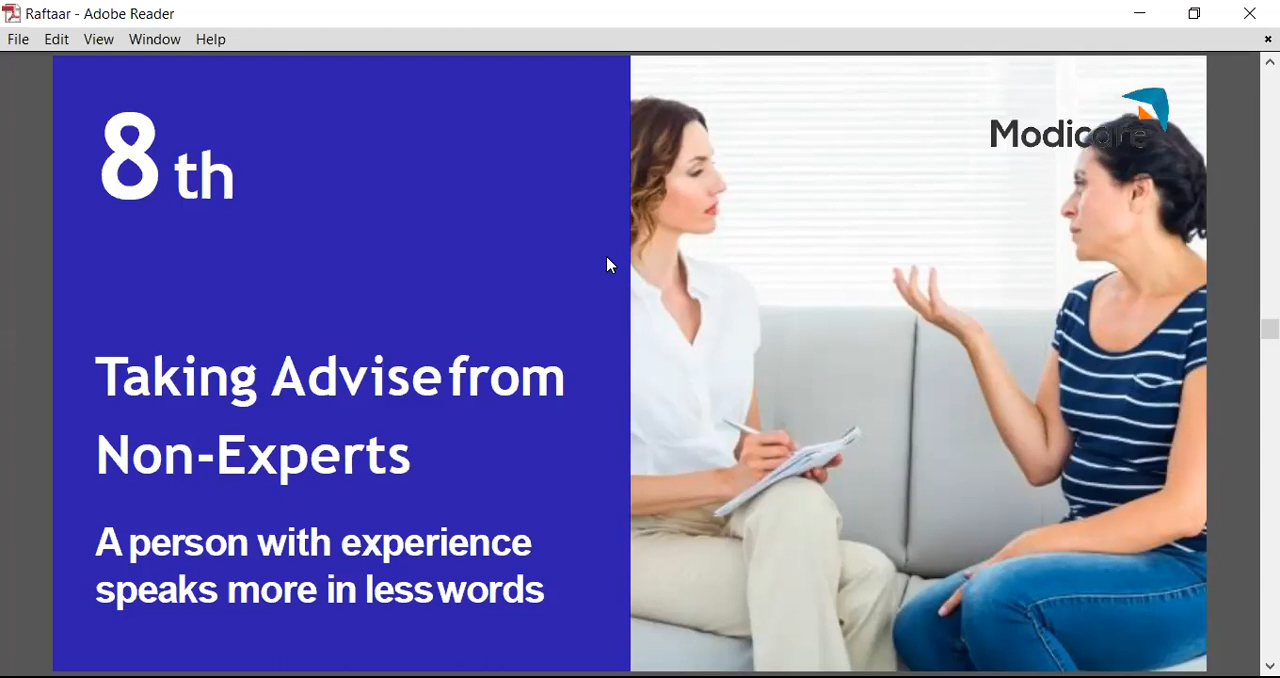 Raftaar - Adobe Reader
File Edit View Window Help
8 th
Modicare
Taking Advise from
Non-Experts
A person with experience
speaks more in less words